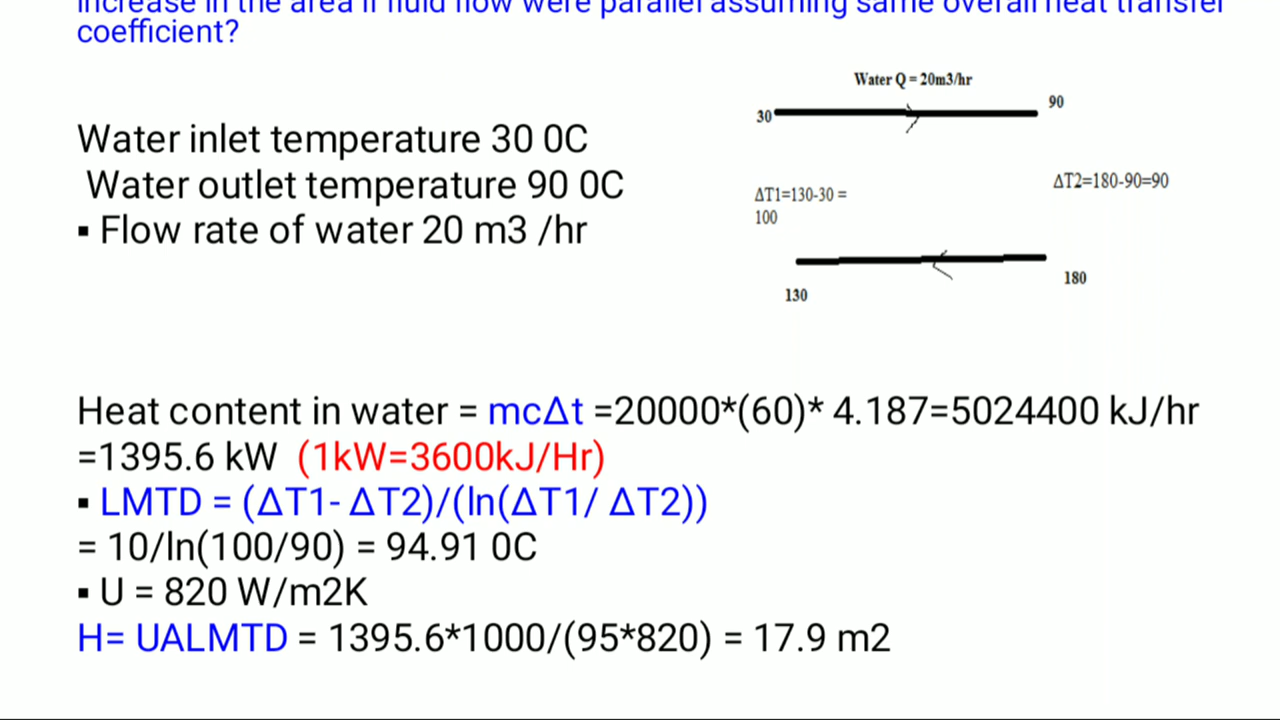 increase in the area if fluid flow were parallel assuming same overall heat transfer
coefficient?
Water Q = 20m3/hr
30
90
Water inlet temperature 30 0C
Water outlet temperature 90 0C
▪ Flow rate of water 20 m3 /hr
ΔT1=130-30 =
100
ΔT2=180-90=90
130
180
Heat content in water = mcΔt =20000*(60)* 4.187=5024400 kJ/hr
=1395.6 kW (1kW=3600kJ/Hr)
▪ LMTD = (ΔT1- ΔT2)/(ln(ΔT1/ ΔT2))
= 10/ln(100/90) = 94.91 0C
▪ U = 820 W/m2K
H= UALMTD = 1395.6*1000/(95*820) = 17.9 m2